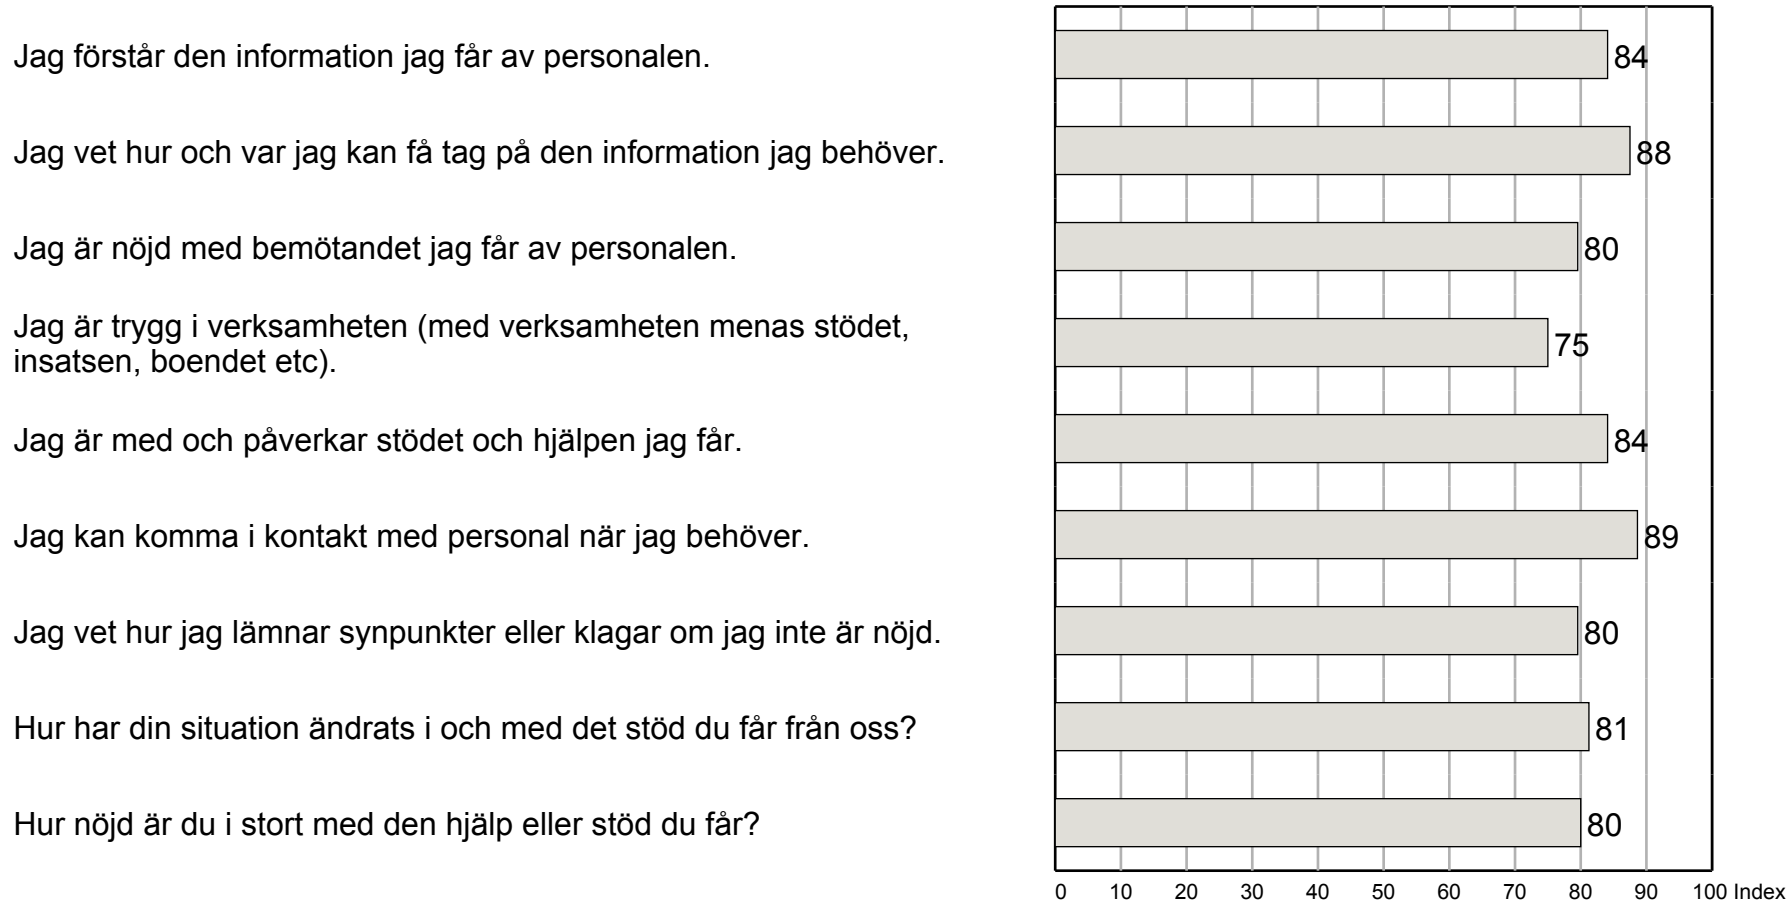 Jag förstår den information jag får av personalen.
84
Jag vet hur och var jag kan få tag på den information jag behöver.
88
Jag är nöjd med bemötandet jag får av personalen.
80
Jag är trygg i verksamheten (med verksamheten menas stödet,
insatsen, boendet etc).
75
Jag är med och påverkar stödet och hjälpen jag får.
84
Jag kan komma i kontakt med personal när jag behöver.
89
Jag vet hur jag lämnar synpunkter eller klagar om jag inte är nöjd.
80
Hur har din situation ändrats i och med det stöd du får från oss?
81
Hur nöjd är du i stort med den hjälp eller stöd du får?
80
0 10 20 30 40 50 60 70 80 90 100 Index